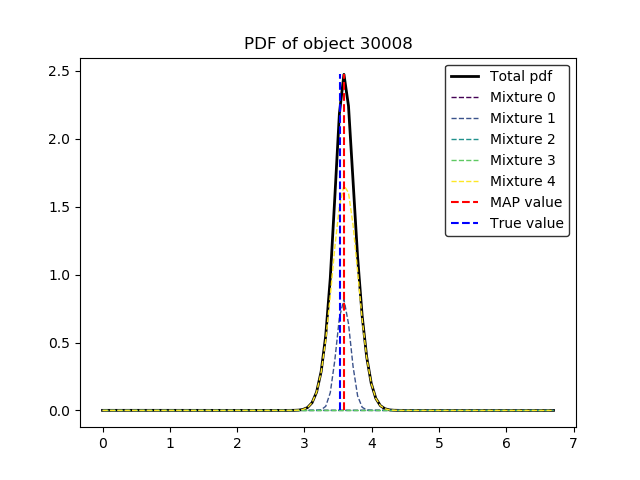 PDF of object 30008
2.5
2.0
1.5
1.0
0.5
0.0
0 1 2 3 4 5 6 7
Total pdf
Mixture 0
Mixture 1
Mixture 2
Mixture 3
Mixture 4
MAP value
True value